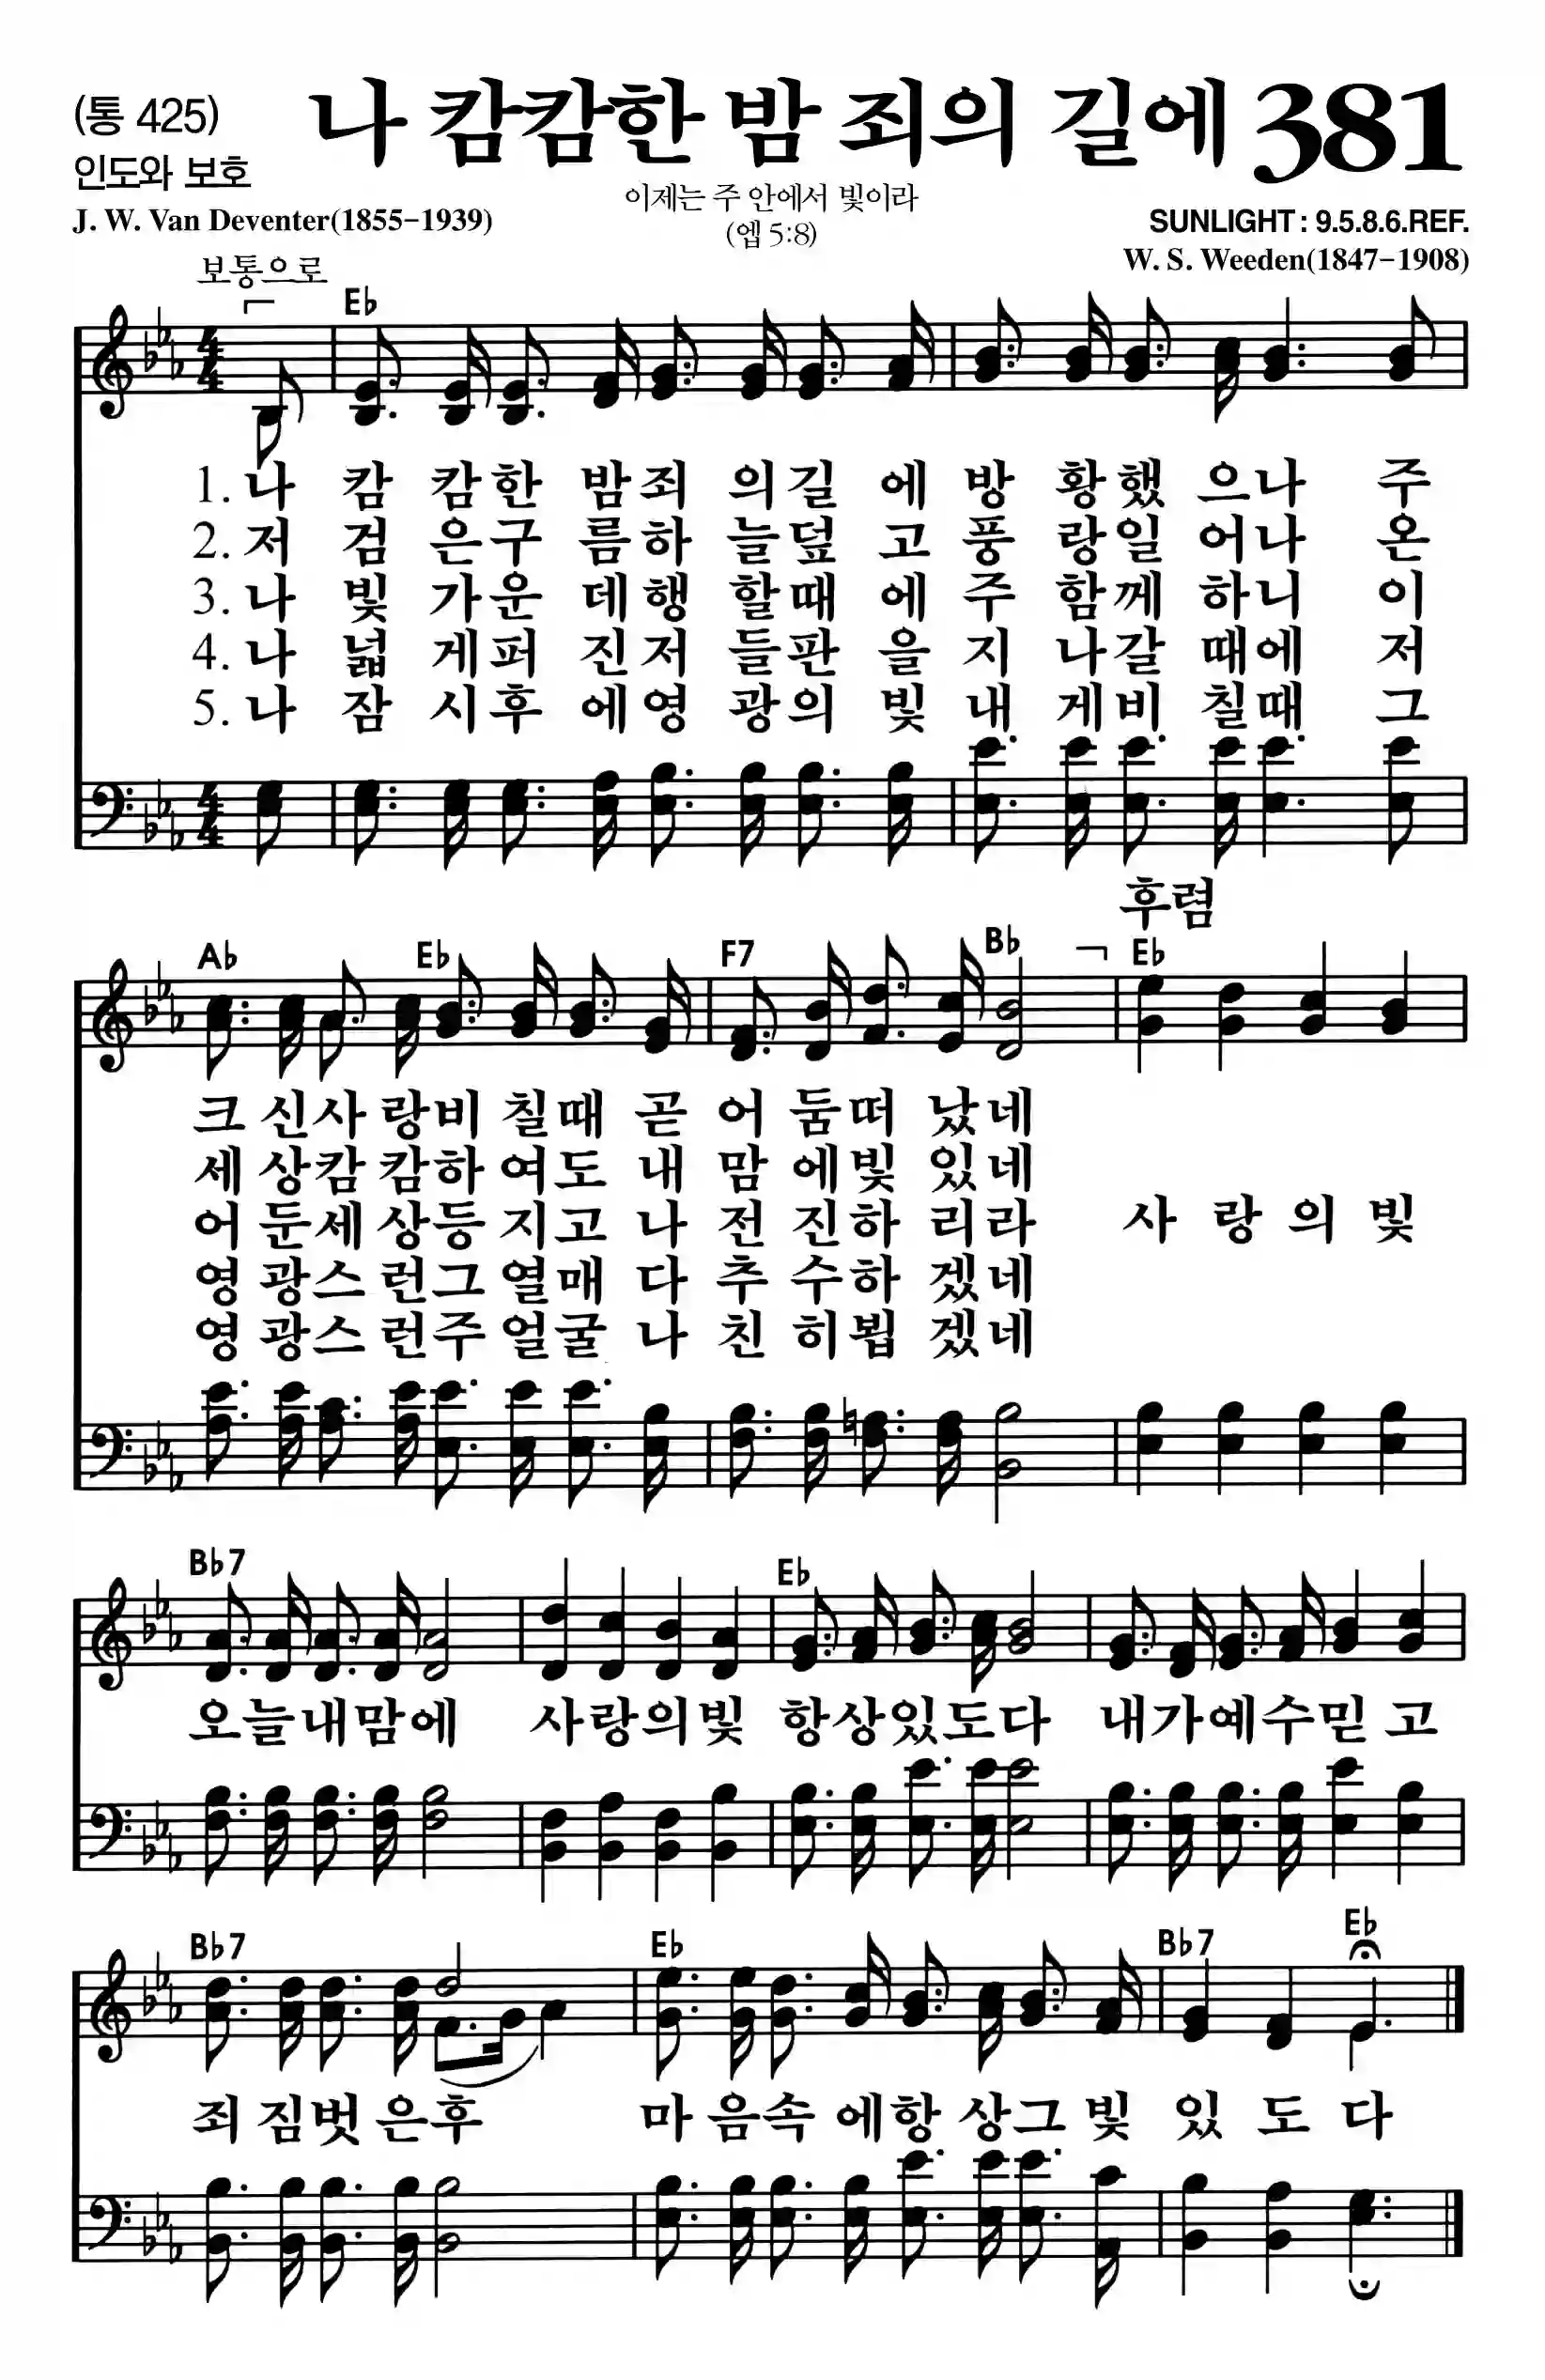 (통 425) 나 캄캄한 밤 죄의 길에 381
인도와 보호
이제는 주 안에서 빛이라
J. W. Van Deventer(1855-1939) (엡 5:8) SUNLIGHT : 9.5.8.6.REF.
W. S. Weeden(1847-1908)
보통으로
E♭
1. 나 캄 캄한 밤죄 의길 에 방 황했 으나 주
2. 저 검 은구 름하 늘덮 고 풍 랑일 어나 온
3. 나 빛 가운 데행 할때 에 주 함께 하니 이
4. 나 넓 게퍼 진저 들판 을 지 나갈 때에 저
5. 나 잠 시후 에영 광의 빛 내 게비 칠때 그
후렴
A♭ E♭ F7 B♭ E♭
크 신사 랑비 칠때 곧 어 둠떠 났네
세 상캄 캄하 여도 내 맘 에빛 있네
어 둔세 상등 지고 나 전 진하 리라 사 랑 의 빛
영 광스 런그 열매 다 추 수하 겠네
영 광스 런주 얼굴 나 친 히뵙 겠네
B♭7 E♭
오늘내맘에 사랑의빛 항상있도다 내가예수믿 고
B♭7 E♭ B♭7 E♭
죄 짐벗 은후 마 음속 에항 상그 빛 있 도 다